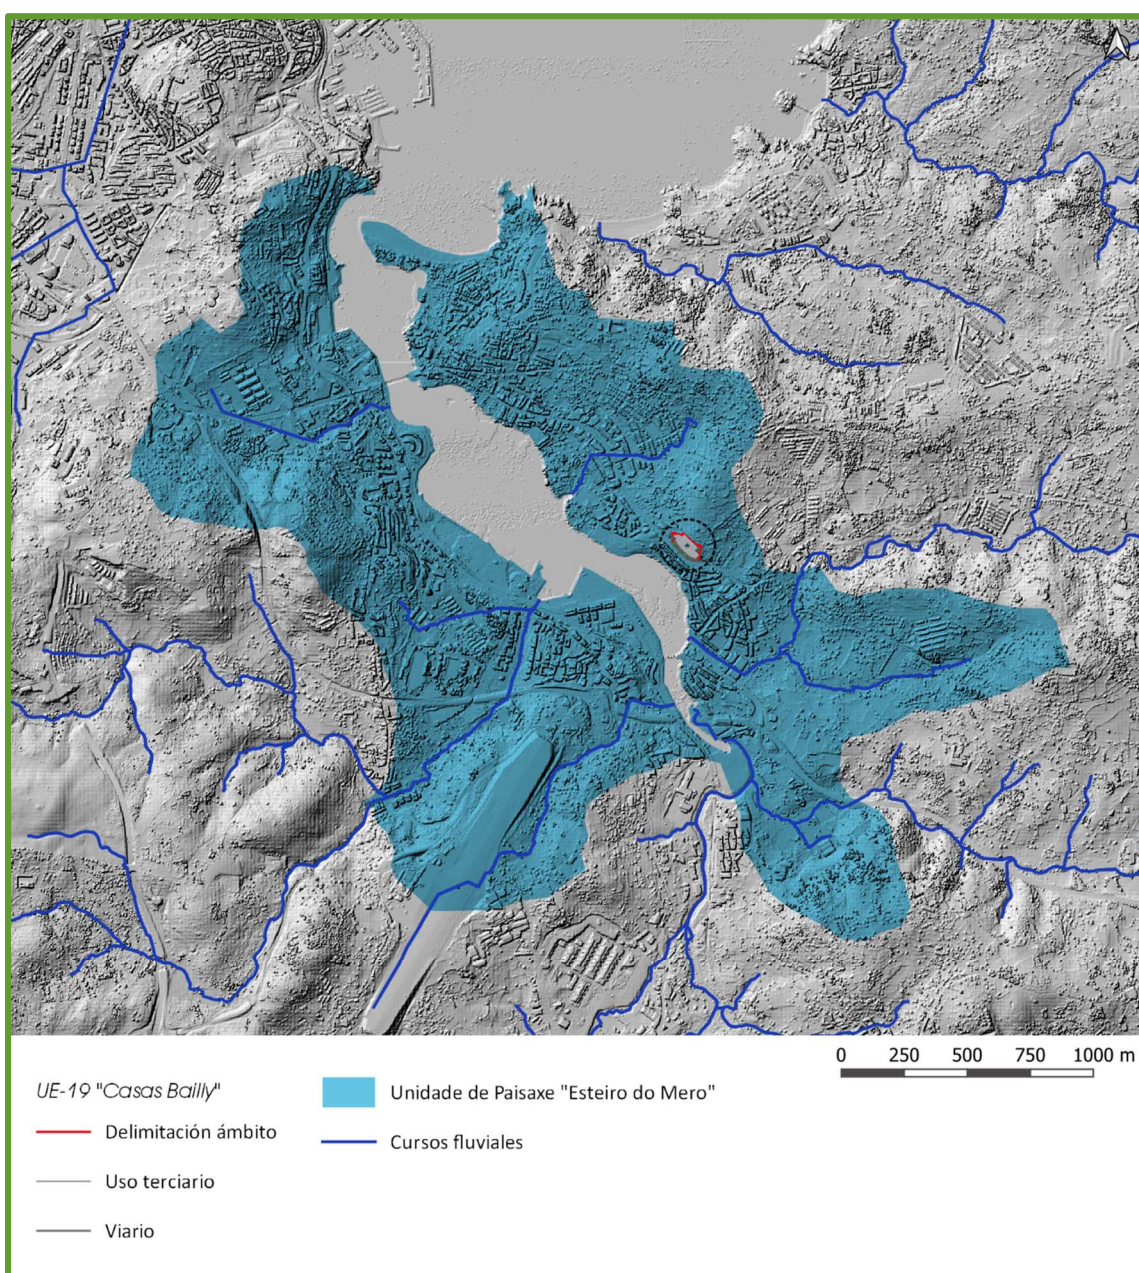 0 250 500 750 1000 m
UE-19 "Casas Bailly"
Delimitación ámbito
Uso terciario
Viario
Unidade de Paisaxe "Esteiro do Mero"
Cursos fluviales